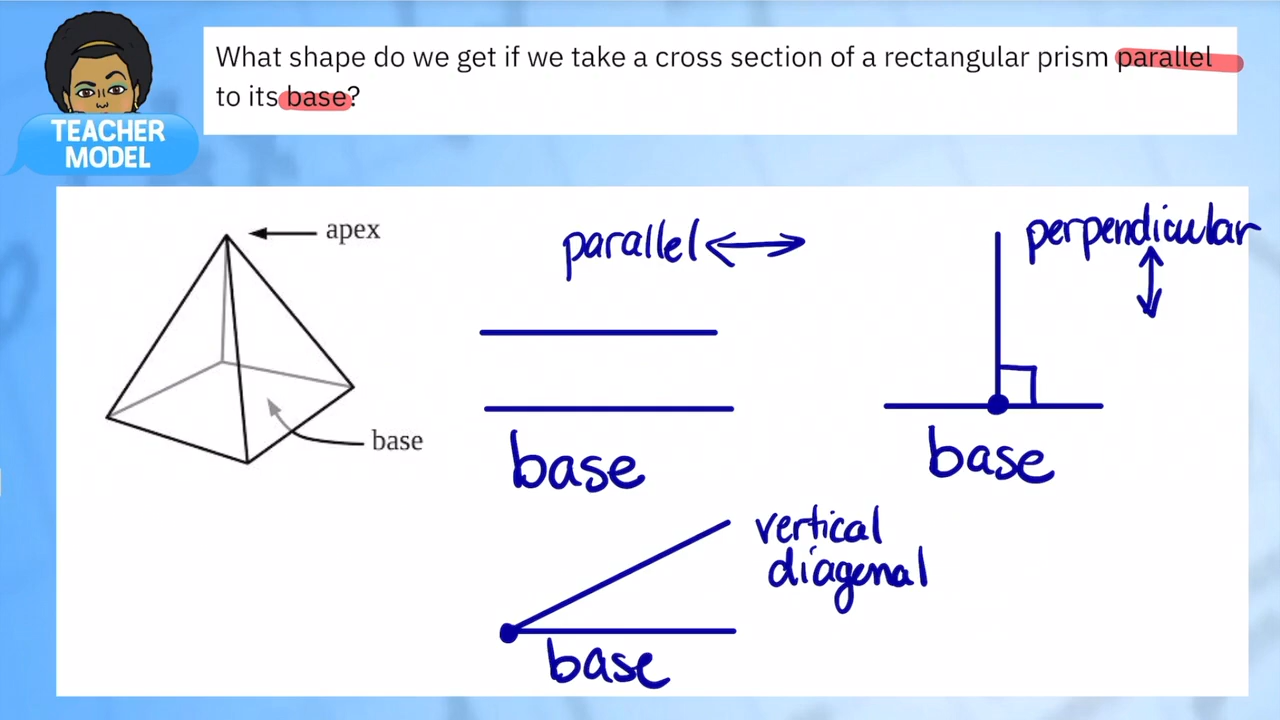 What shape do we get if we take a cross section of a rectangular prism parallel
to its base?
TEACHER
MODEL
apex
base
parallel
base
perpendicular
base
vertical
diagenal
base